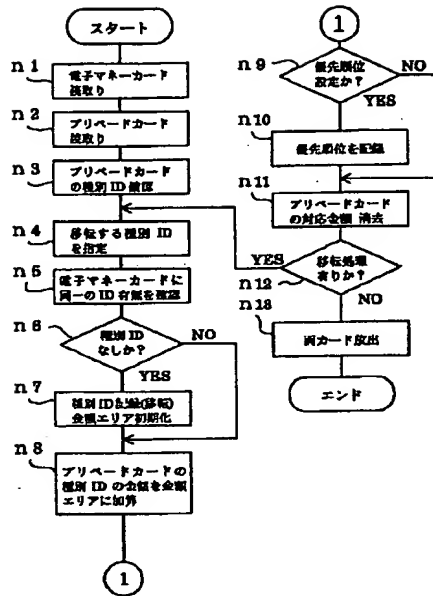 スタート
n1
電子マネーカード
読取り
n2
プリペードカード
読取り
n3
プリペードカード
の種別ID確認
n4
移転する種別 ID
を指定
n5
電子マネーカードに
同一のID有無を確認
n6
種別ID
なしか?
NO
YES
n7
種別ID記録(移転)
金額エリア初期化
n8
プリペードカードの
種別IDの金額を金額
エリアに加算
1
1
n9
優先順位
設定か?
NO
YES
n10
優先順位を記録
n11
プリペードカード
の対応金額 消去
YES
移転処理
有りか?
n12
NO
n13
両カード放出
エンド